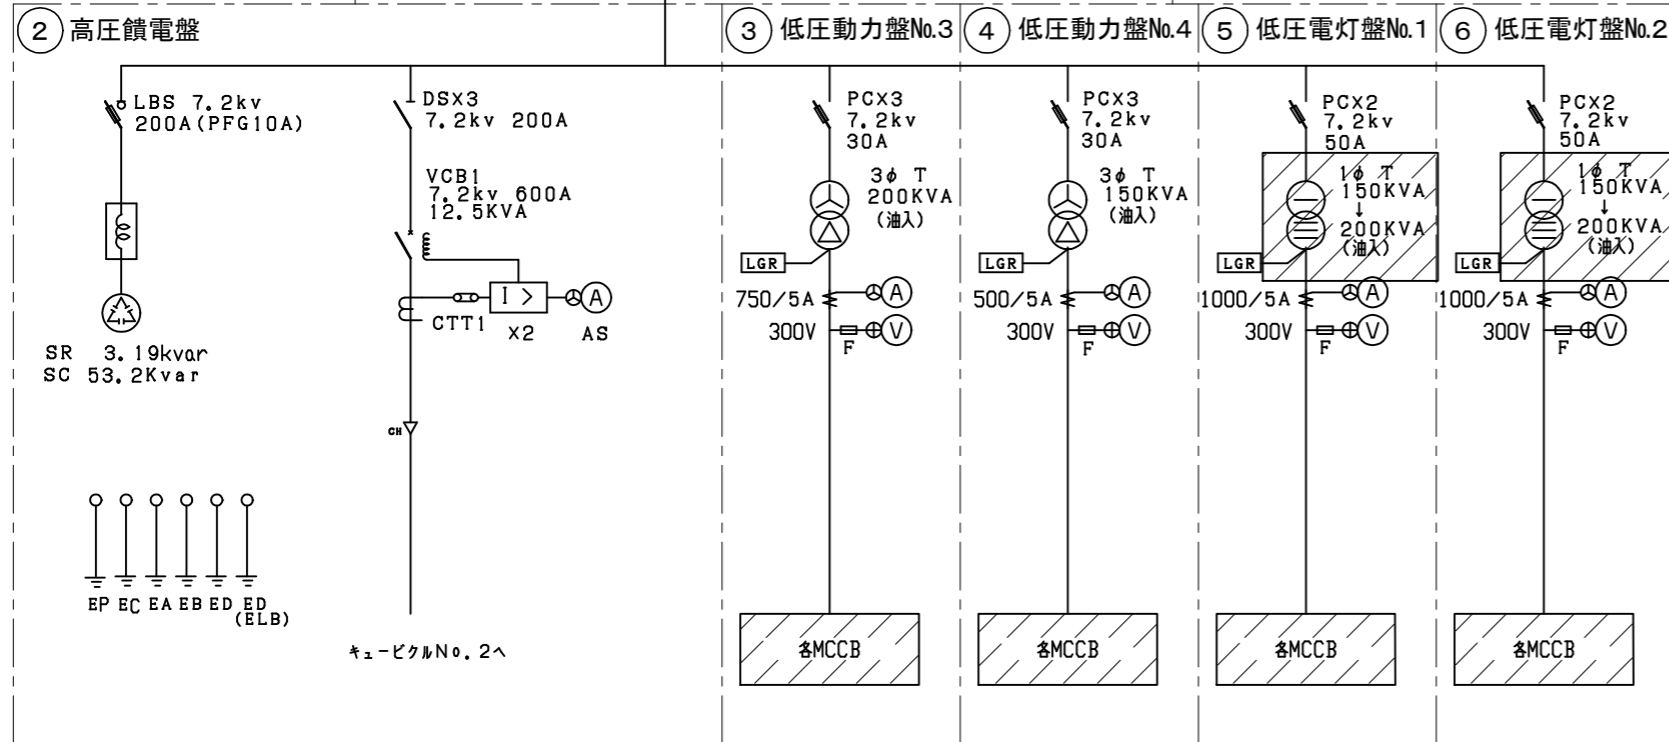 ② 高圧饋電盤
LBS 7.2kv
200A(PFG10A)
SR 3.19kvar
SC 53.2Kvar
DSX3
7.2kv 200A
VCB1
7.2kv 600A
12.5KVA
I >
A
CTT1
X2
AS
CH
EP EC EA EB ED ED
(ELB)
キュービクルNo.2へ
③ 低圧動力盤No.3
PCX3
7.2kv
30A
3φ T
200KVA
(油入)
LGR
750/5A
A
300V
F
V
各MCCB
④ 低圧動力盤No.4
PCX3
7.2kv
30A
3φ T
150KVA
(油入)
LGR
500/5A
A
300V
F
V
各MCCB
⑤ 低圧電灯盤No.1
PCX2
7.2kv
50A
1φ T
150KVA
↓
200KVA
(油入)
LGR
1000/5A
A
300V
F
V
各MCCB
⑥ 低圧電灯盤No.2
PCX2
7.2kv
50A
1φ T
150KVA
↓
200KVA
(油入)
LGR
1000/5A
A
300V
F
V
各MCCB